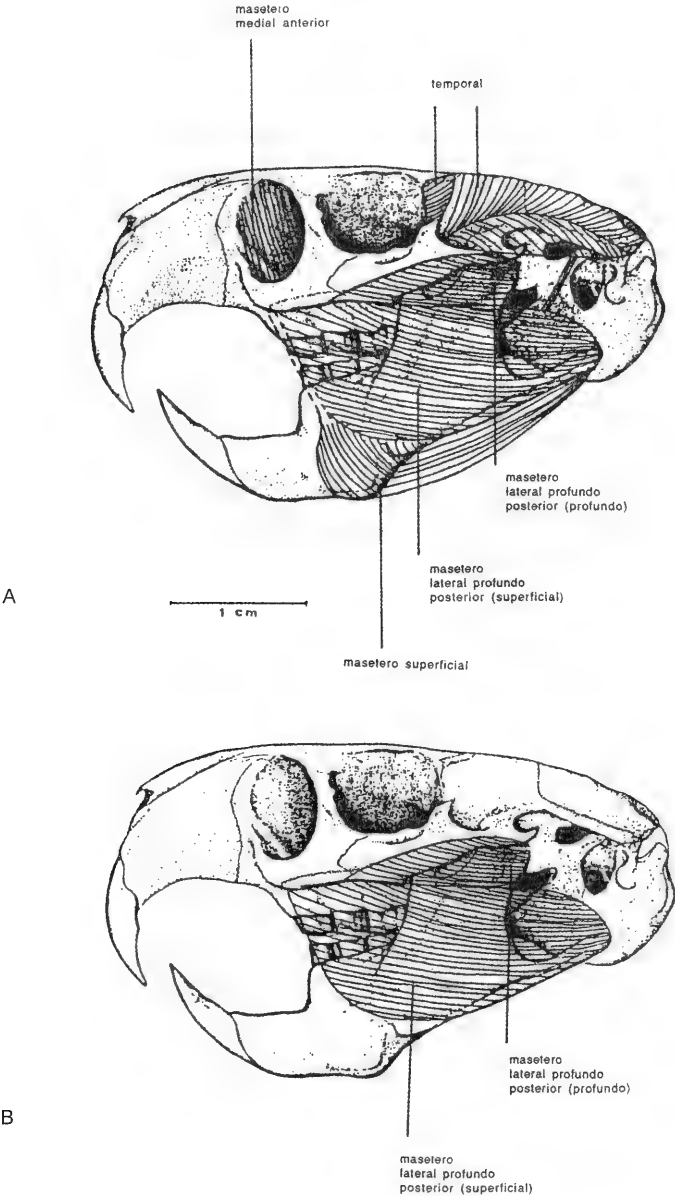 masetero
medial anterior
temporal
masetero
lateral profundo
posterior (profundo)
masetero
lateral profundo
posterior (superficial)
A
1 cm
masetero superficial
masetero
lateral profundo
posterior (profundo)
B
masetero
lateral profundo
posterior (superficial)